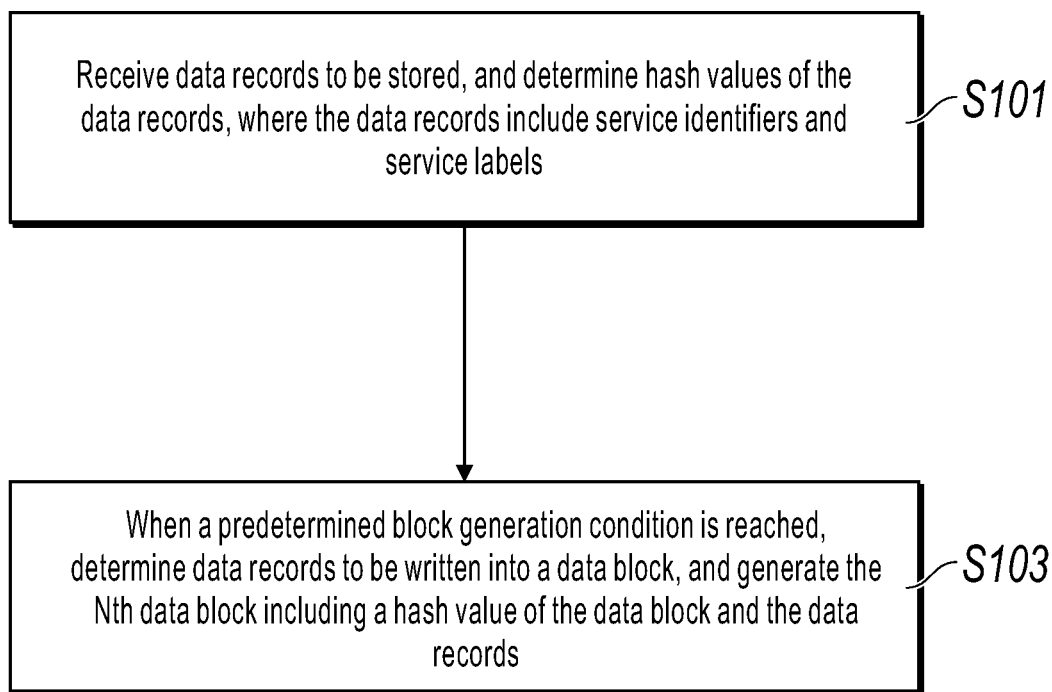 Receive data records to be stored, and determine hash values of the
data records, where the data records include service identifiers and
service labels
S101
When a predetermined block generation condition is reached,
determine data records to be written into a data block, and generate the
Nth data block including a hash value of the data block and the data
records
S103